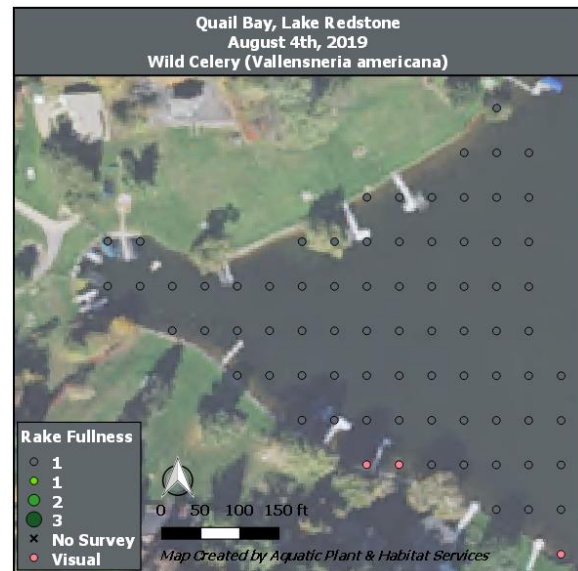 Quail Bay, Lake Redstone
August 4th, 2019
Wild Celery (Vallensneria americana)
Rake Fullness
1
1
2
3
No Survey
Visual
0 50 100 150 ft
Map Created by Aquatic Plant & Habitat Services